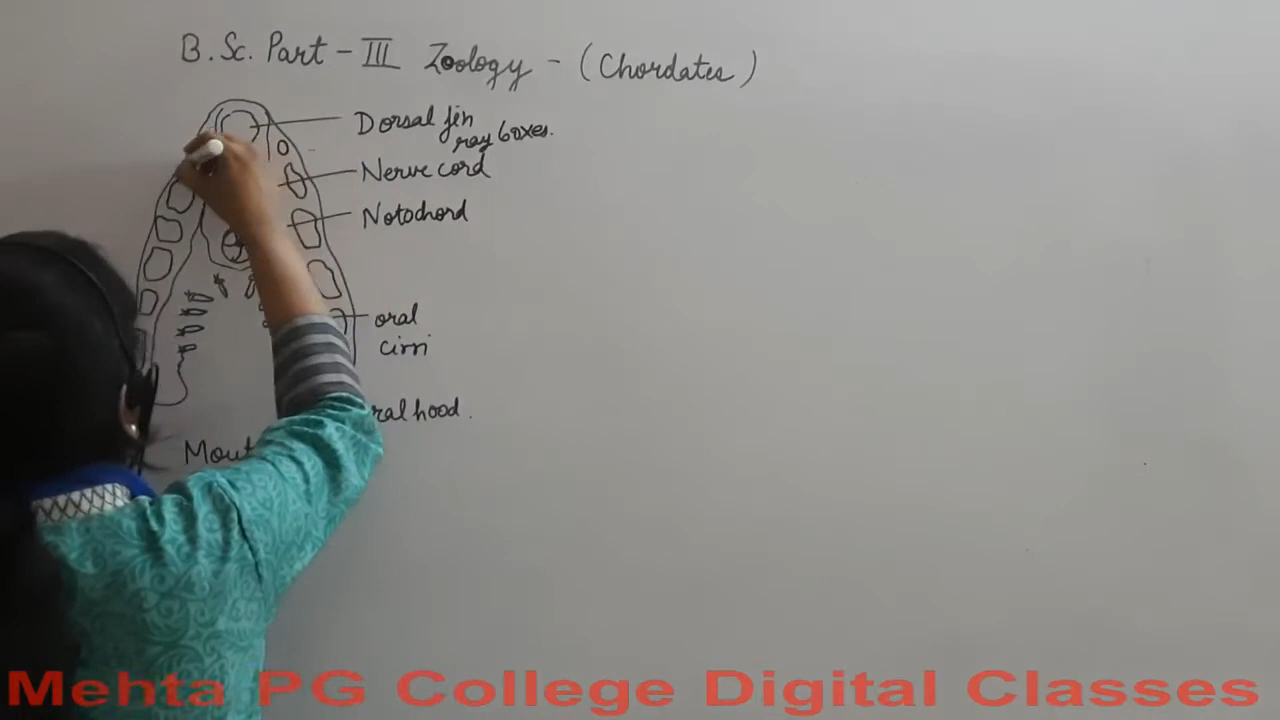 B.Sc. Part - III Zoology - (Chordates)
Dorsal fin
ray boxes.
Nerve cord
Notochord
oral
cirri
ral hood.
Mout
Mehta PG College Digital Classes